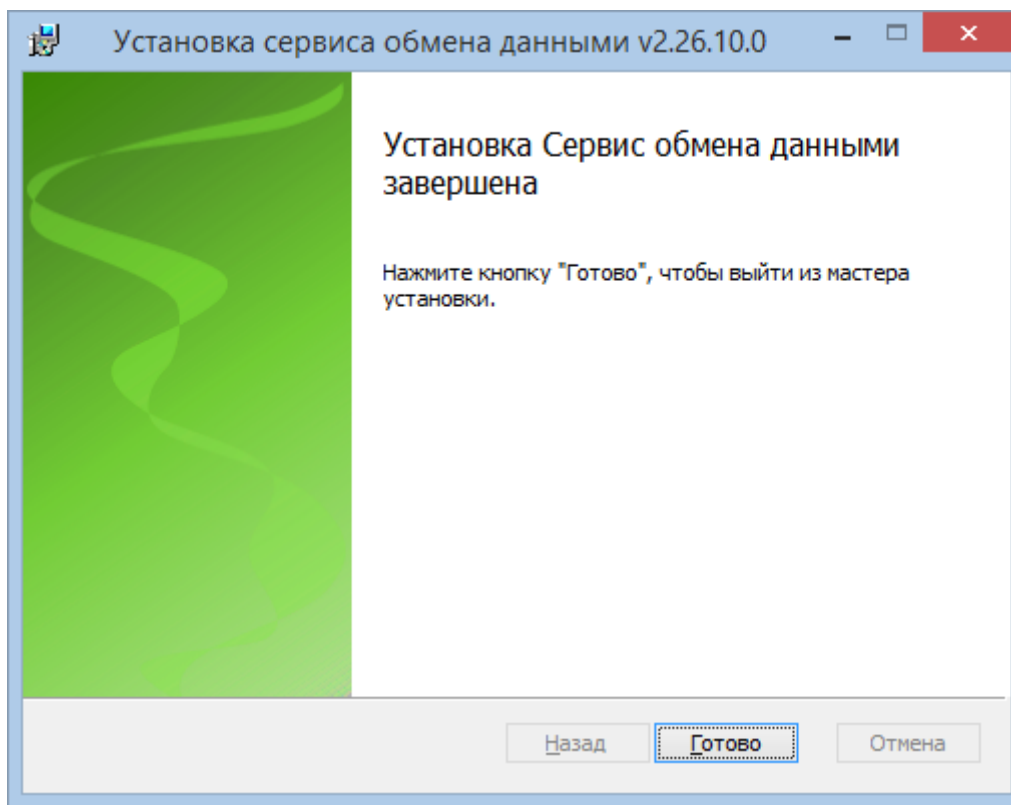 Установка сервиса обмена данными v2.26.10.0
Установка Сервис обмена данными
завершена
Нажмите кнопку "Готово", чтобы выйти из мастера
установки.
Назад
Готово
Отмена